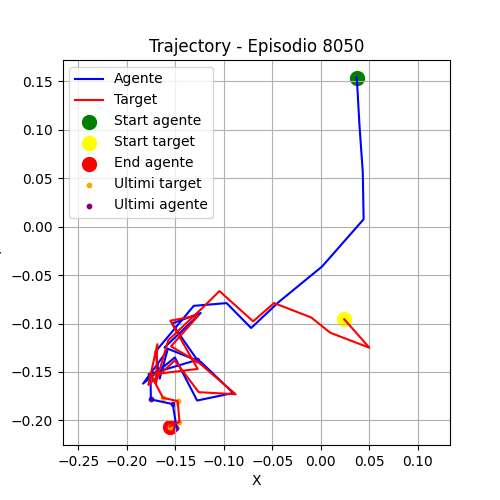 Trajectory - Episodio 8050
Agente
Target
Start agente
Start target
End agente
Ultimi target
Ultimi agente
0.15
0.10
0.05
0.00
−0.05
−0.10
−0.15
−0.20
−0.25 −0.20 −0.15 −0.10 −0.05 0.00 0.05 0.10
X